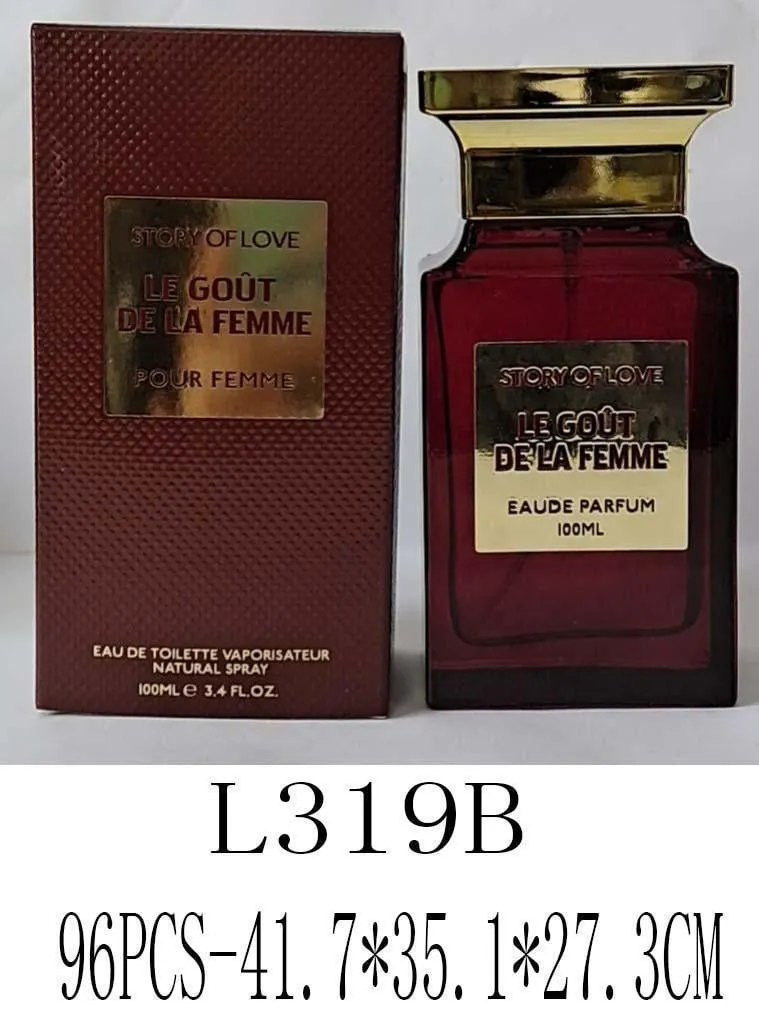 STORY OF LOVE
LE GOÛT
DE LA FEMME
POUR FEMME
EAU DE TOILETTE VAPORISATEUR
NATURAL SPRAY
100ML e 3.4 FL.OZ.
STORY OF LOVE
LE GOÛT
DE LA FEMME
EAUDE PARFUM
100ML
L319B
96PCS-41.7*35.1*27.3CM